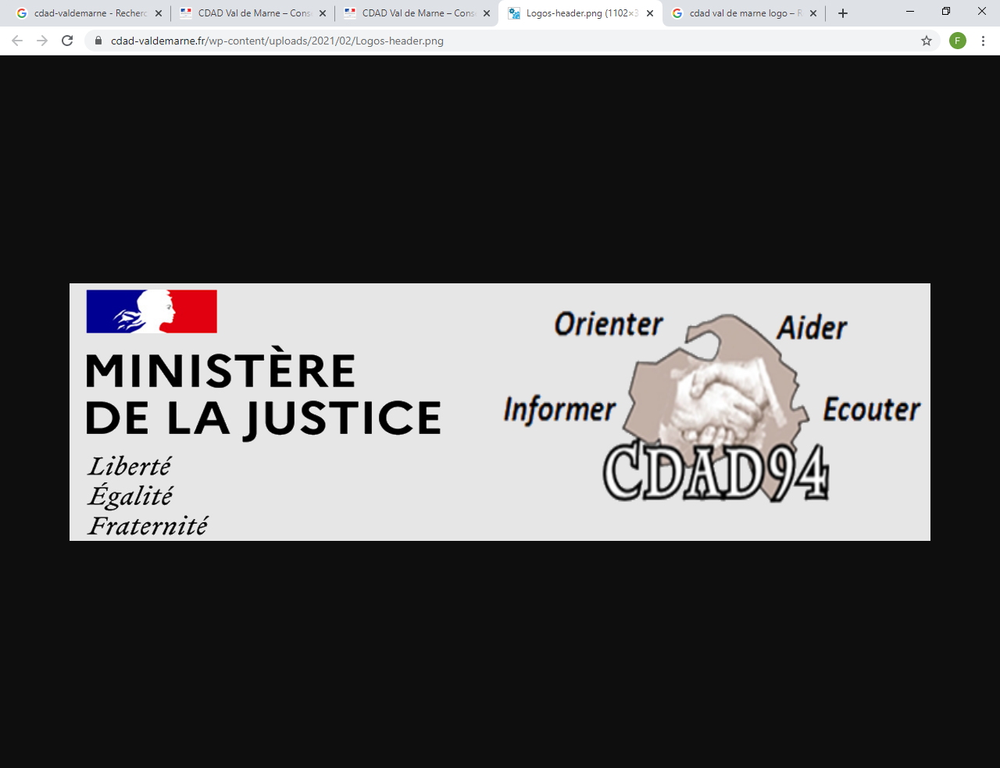 cdad-valdemarne - Recherc
CDAD Val de Marne – Cons
CDAD Val de Marne – Cons
Logos-header.png (1102×3
cdad val de marne logo – R
cdad-valdemarne.fr/wp-content/uploads/2021/02/Logos-header.png
F
MINISTÈRE
DE LA JUSTICE
Liberté
Égalité
Fraternité
Orienter
Aider
Informer
Ecouter
CDAD94